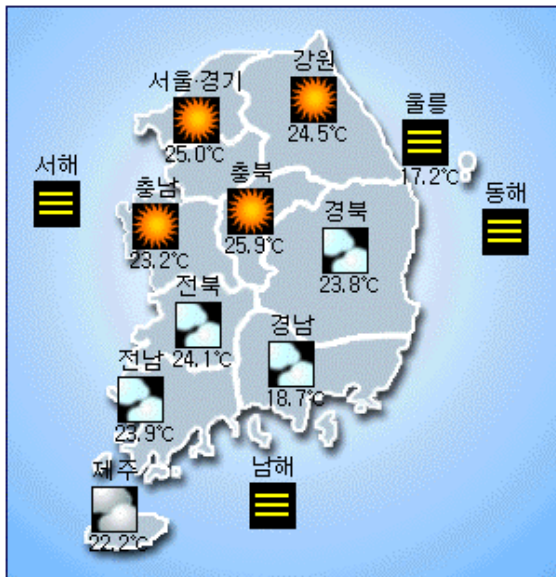 강원
24.5℃
서울·경기
25.0℃
울릉
17.2℃
서해
동해
충남
23.2℃
충북
25.9℃
경북
23.8℃
전북
24.1℃
경남
18.7℃
전남
23.9℃
제주
22.2℃
남해